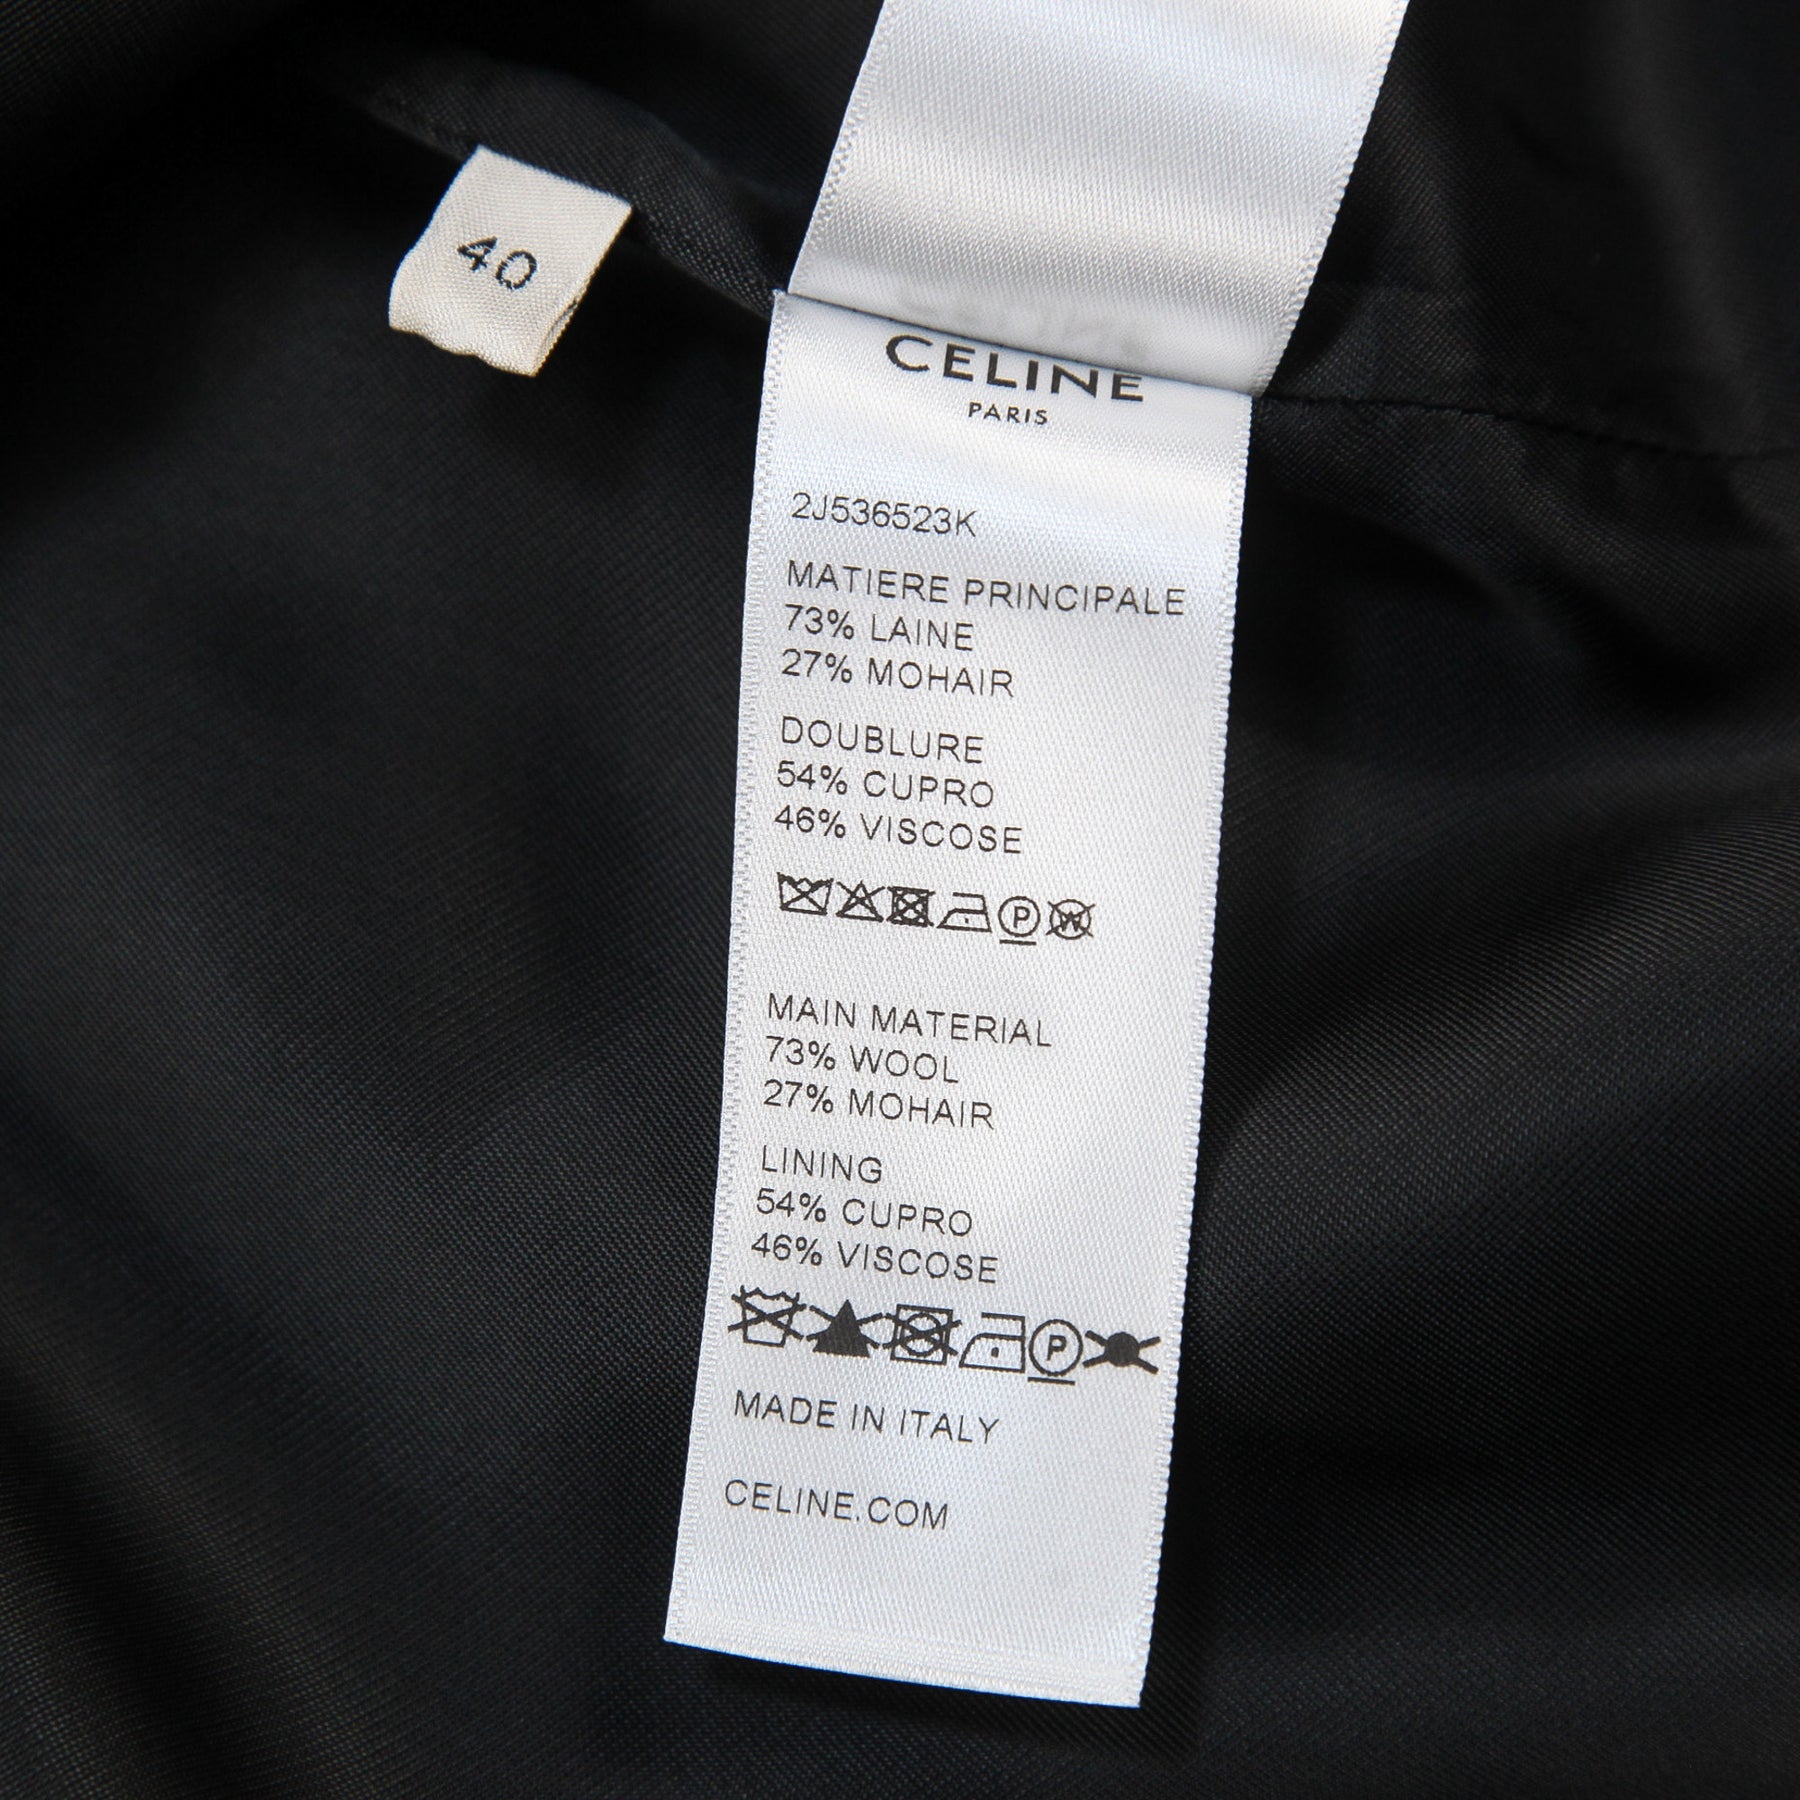 40
CELINE
PARIS
2J536523K
MATIERE PRINCIPALE
73% LAINE
27% MOHAIR
DOUBLURE
54% CUPRO
46% VISCOSE
P W
MAIN MATERIAL
73% WOOL
27% MOHAIR
LINING
54% CUPRO
46% VISCOSE
P
MADE IN ITALY
CELINE.COM